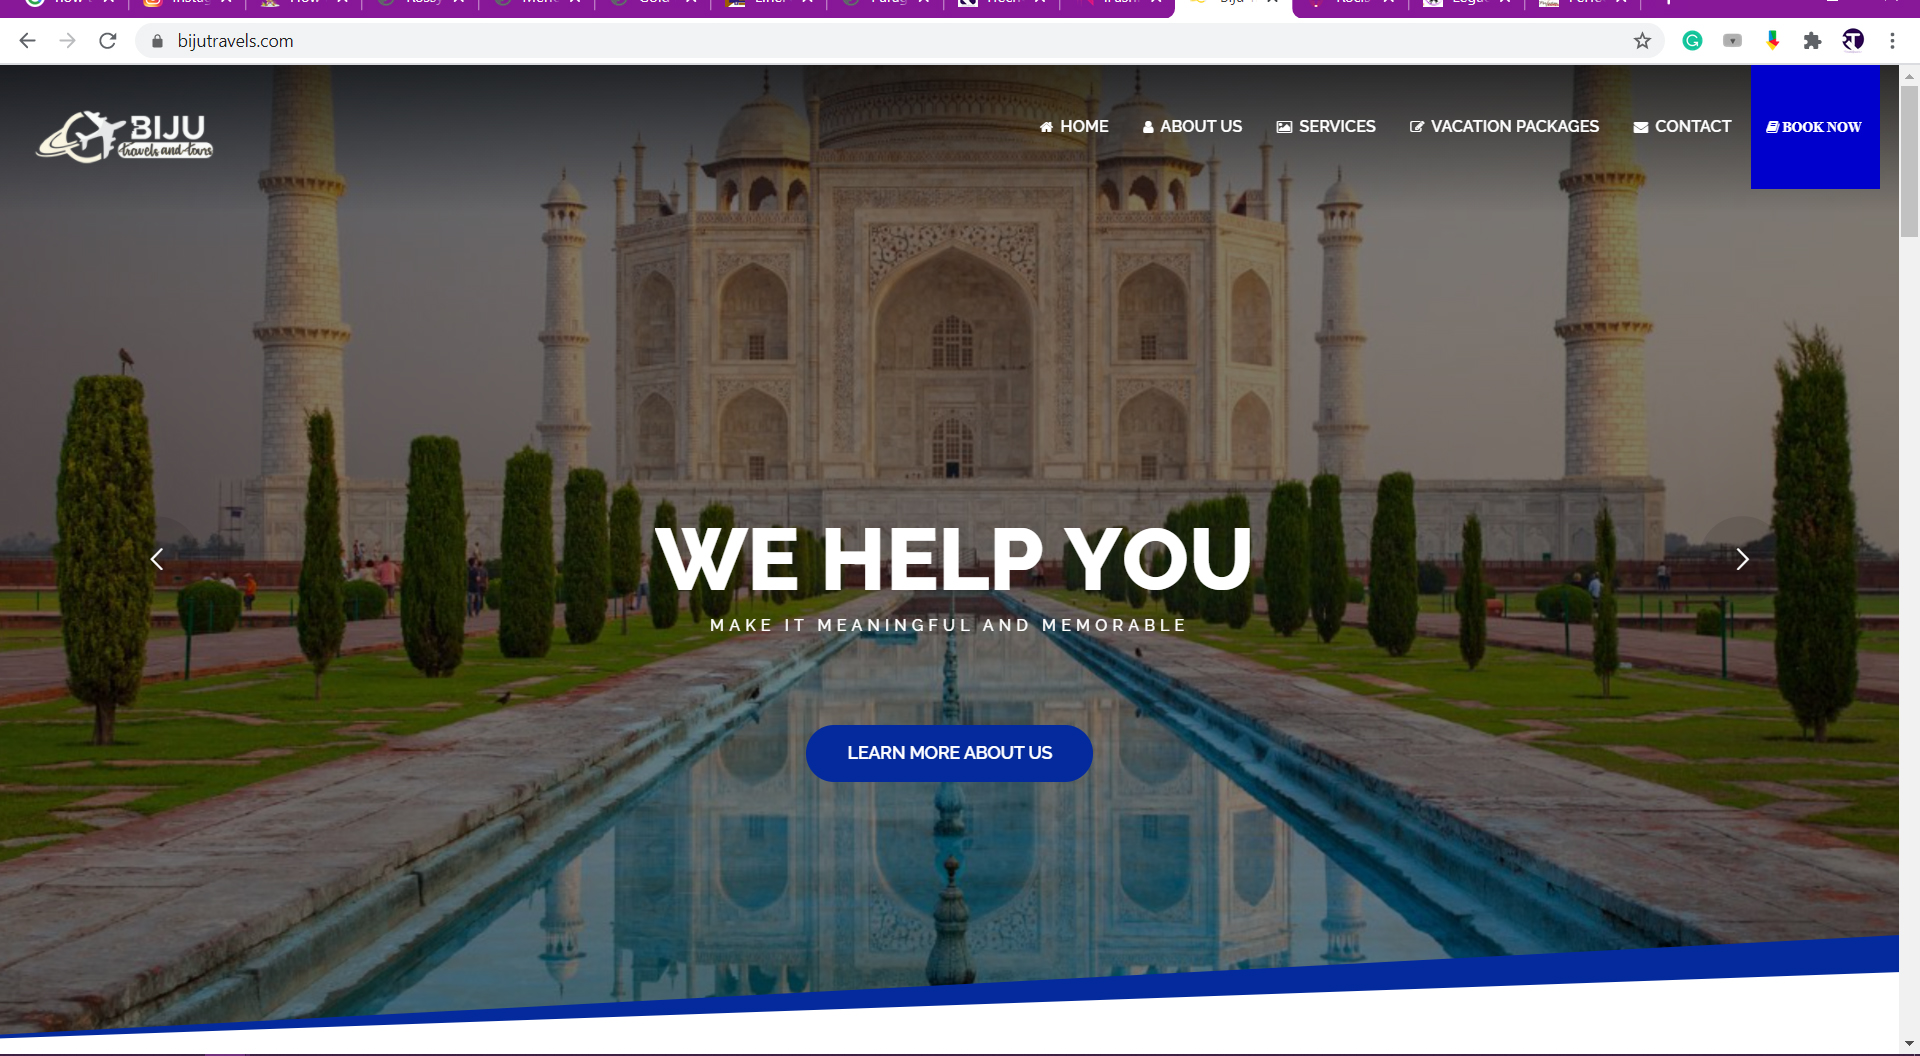 bijutravels.com
BIJU
travels and tours
HOME
ABOUT US
SERVICES
VACATION PACKAGES
CONTACT
BOOK NOW
WE HELP YOU
MAKE IT MEANINGFUL AND MEMORABLE
LEARN MORE ABOUT US